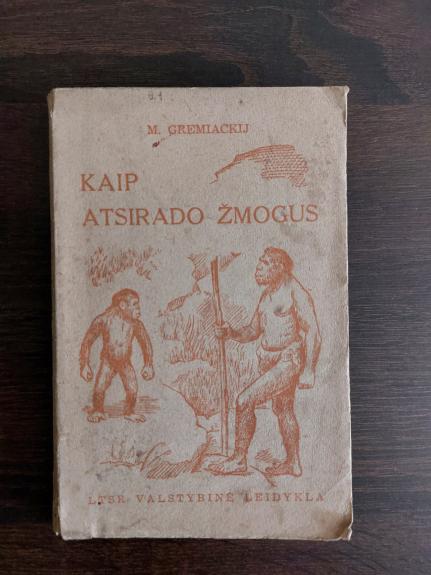 M. GREMIACKIJ
KAIP
ATSIRADO ŽMOGUS
LTSR VALSTYBINĖ LEIDYKLA